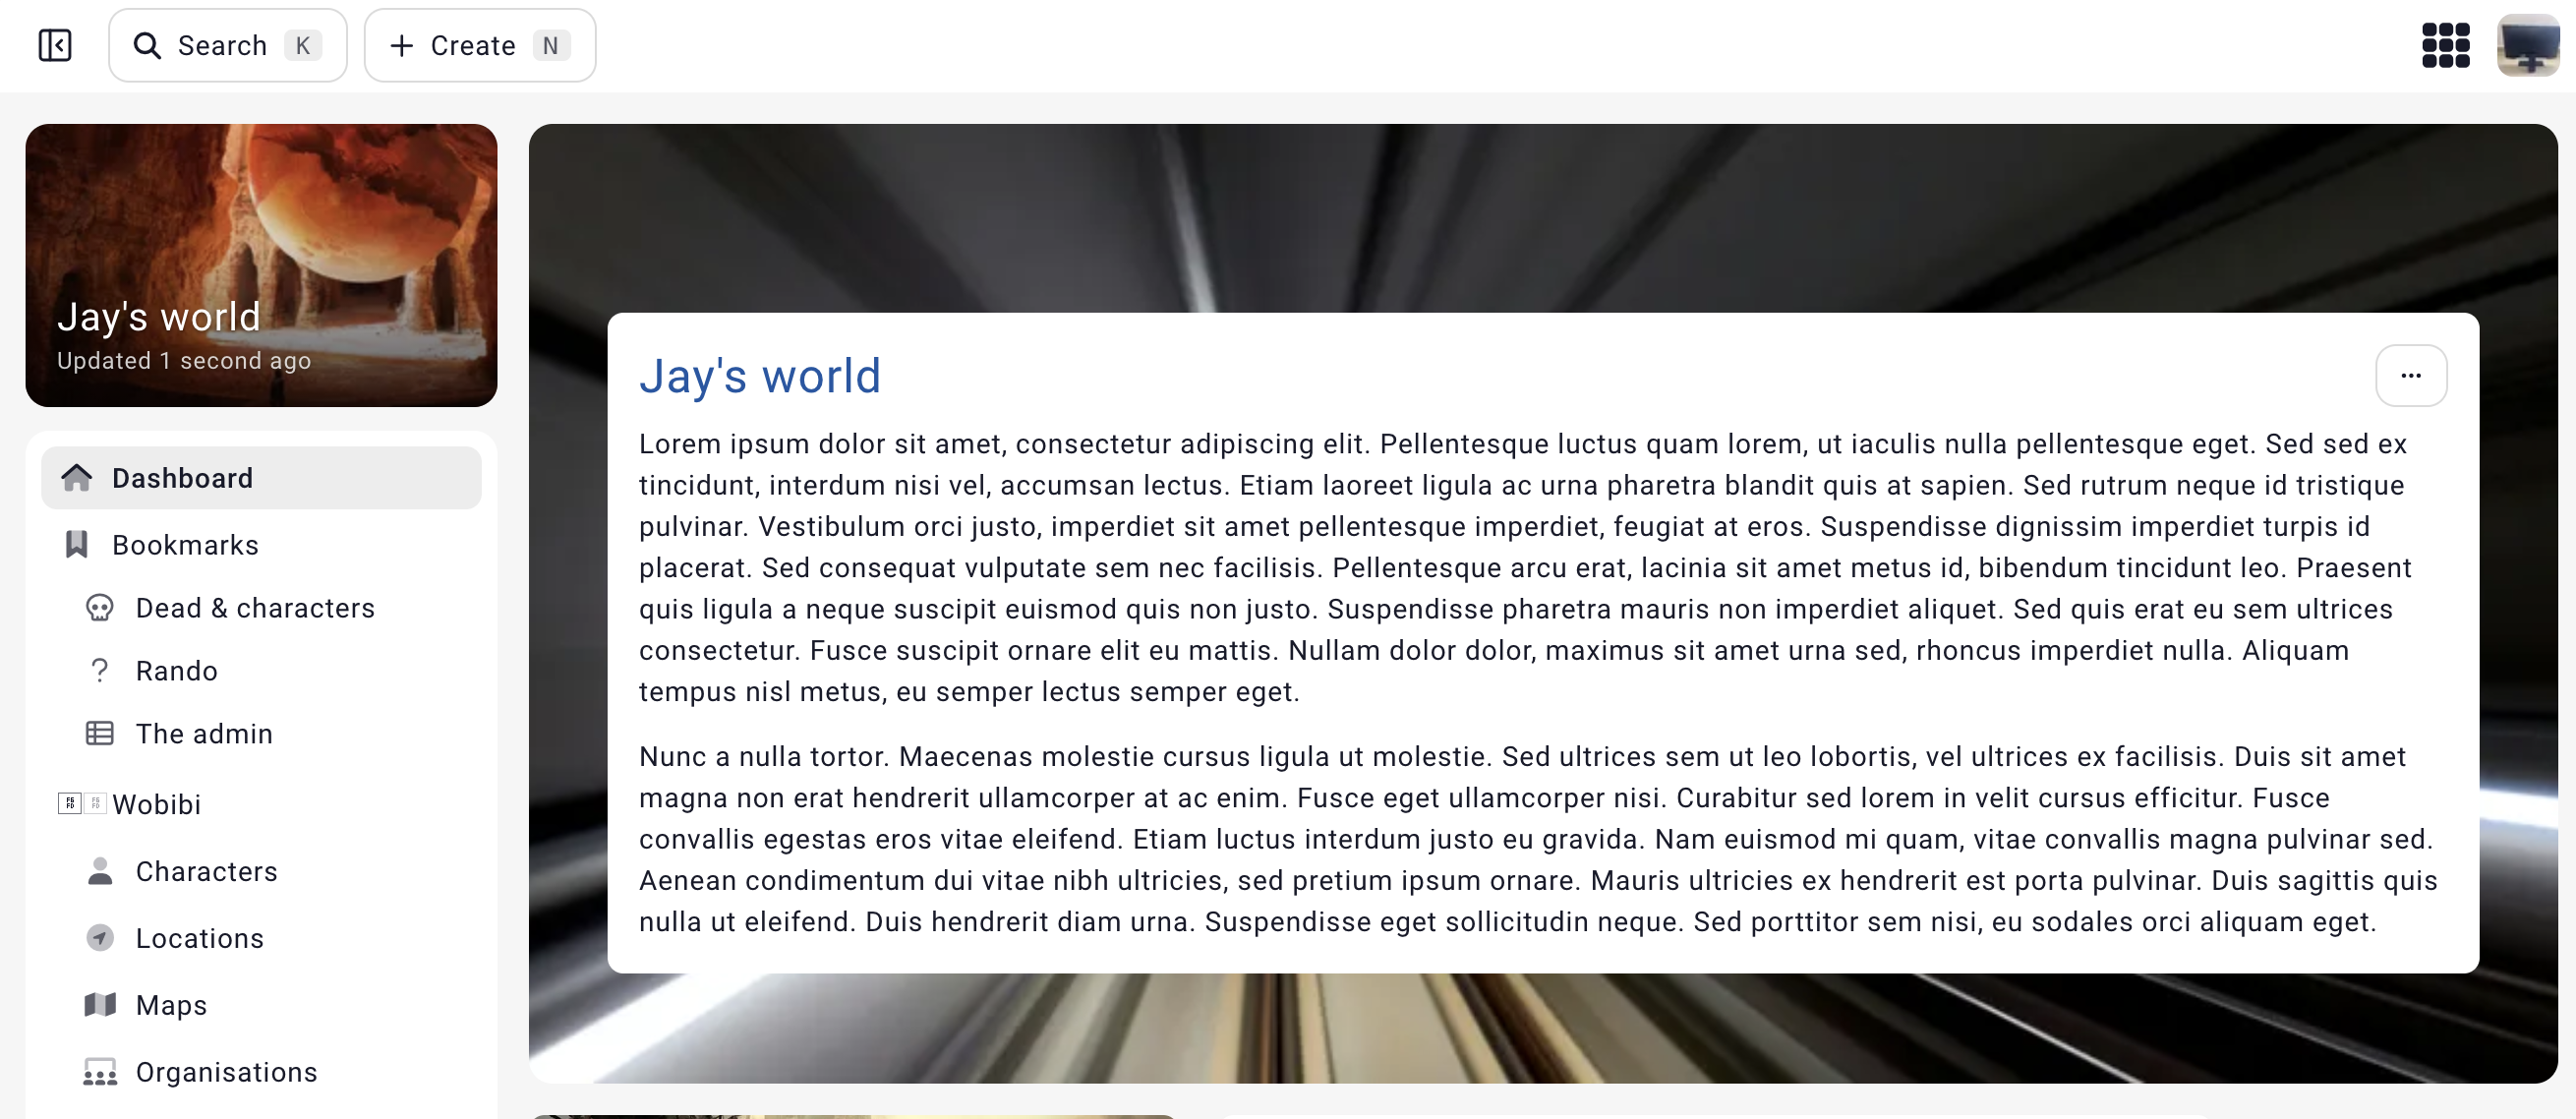 Search K
Create N
Jay's world
Updated 1 second ago
Dashboard
Bookmarks
Dead & characters
Rando
The admin
Wobibi
Characters
Locations
Maps
Organisations
Jay's world
Lorem ipsum dolor sit amet, consectetur adipiscing elit. Pellentesque luctus quam lorem, ut iaculis nulla pellentesque eget. Sed sed ex
tincidunt, interdum nisi vel, accumsan lectus. Etiam laoreet ligula ac urna pharetra blandit quis at sapien. Sed rutrum neque id tristique
pulvinar. Vestibulum orci justo, imperdiet sit amet pellentesque imperdiet, feugiat at eros. Suspendisse dignissim imperdiet turpis id
placerat. Sed consequat vulputate sem nec facilisis. Pellentesque arcu erat, lacinia sit amet metus id, bibendum tincidunt leo. Praesent
quis ligula a neque suscipit euismod quis non justo. Suspendisse pharetra mauris non imperdiet aliquet. Sed quis erat eu sem ultrices
consectetur. Fusce suscipit ornare elit eu mattis. Nullam dolor dolor, maximus sit amet urna sed, rhoncus imperdiet nulla. Aliquam
tempus nisl metus, eu semper lectus semper eget.
Nunc a nulla tortor. Maecenas molestie cursus ligula ut molestie. Sed ultrices sem ut leo lobortis, vel ultrices ex facilisis. Duis sit amet
magna non erat hendrerit ullamcorper at ac enim. Fusce eget ullamcorper nisi. Curabitur sed lorem in velit cursus efficitur. Fusce
convallis egestas eros vitae eleifend. Etiam luctus interdum justo eu gravida. Nam euismod mi quam, vitae convallis magna pulvinar sed.
Aenean condimentum dui vitae nibh ultricies, sed pretium ipsum ornare. Mauris ultricies ex hendrerit est porta pulvinar. Duis sagittis quis
nulla ut eleifend. Duis hendrerit diam urna. Suspendisse eget sollicitudin neque. Sed porttitor sem nisi, eu sodales orci aliquam eget.